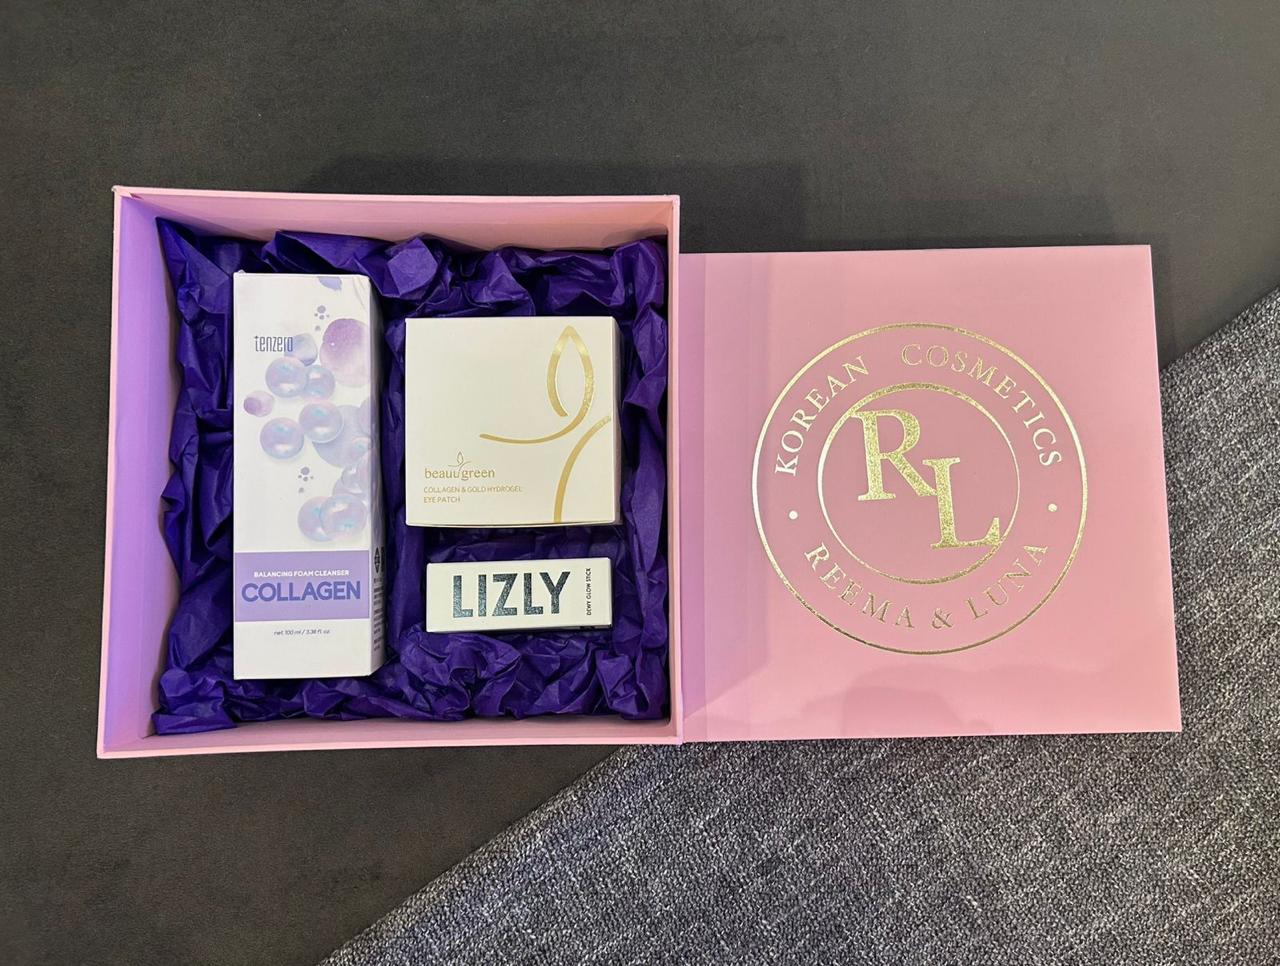 tenzero
BALANCING FOAM CLEANSER
COLLAGEN
net. 100 ml / 3.38 fl. oz
beautugreen
COLLAGEN & GOLD HYDROGEL
EYE PATCH
LIZLY
DEWY GLOW STICK
KOREAN COSMETICS
RL
REEMA & LUNA